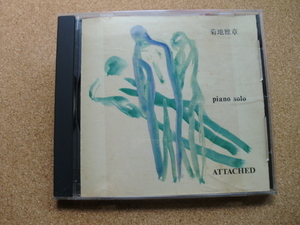 菊地雅章
piano solo
ATTACHED